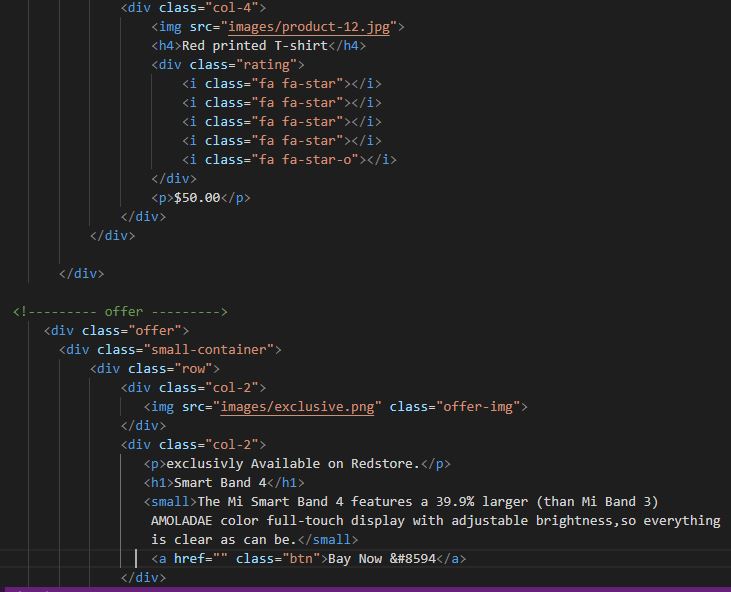 <div class="col-4">
<img src="images/product-12.jpg">
<h4>Red printed T-shirt</h4>
<div class="rating">
<i class="fa fa-star"></i>
<i class="fa fa-star"></i>
<i class="fa fa-star"></i>
<i class="fa fa-star"></i>
<i class="fa fa-star-o"></i>
</div>
<p>$50.00</p>
</div>
</div>
</div>
<!--------- offer --------->
<div class="offer">
<div class="small-container">
<div class="row">
<div class="col-2">
<img src="images/exclusive.png" class="offer-img">
</div>
<div class="col-2">
<p>exclusivly Available on Redstore.</p>
<h1>Smart Band 4</h1>
<small>The Mi Smart Band 4 features a 39.9% larger (than Mi Band 3)
AMOLADAE color full-touch display with adjustable brightness,so everything
is clear as can be.</small>
<a href="" class="btn">Bay Now &#8594</a>
</div>